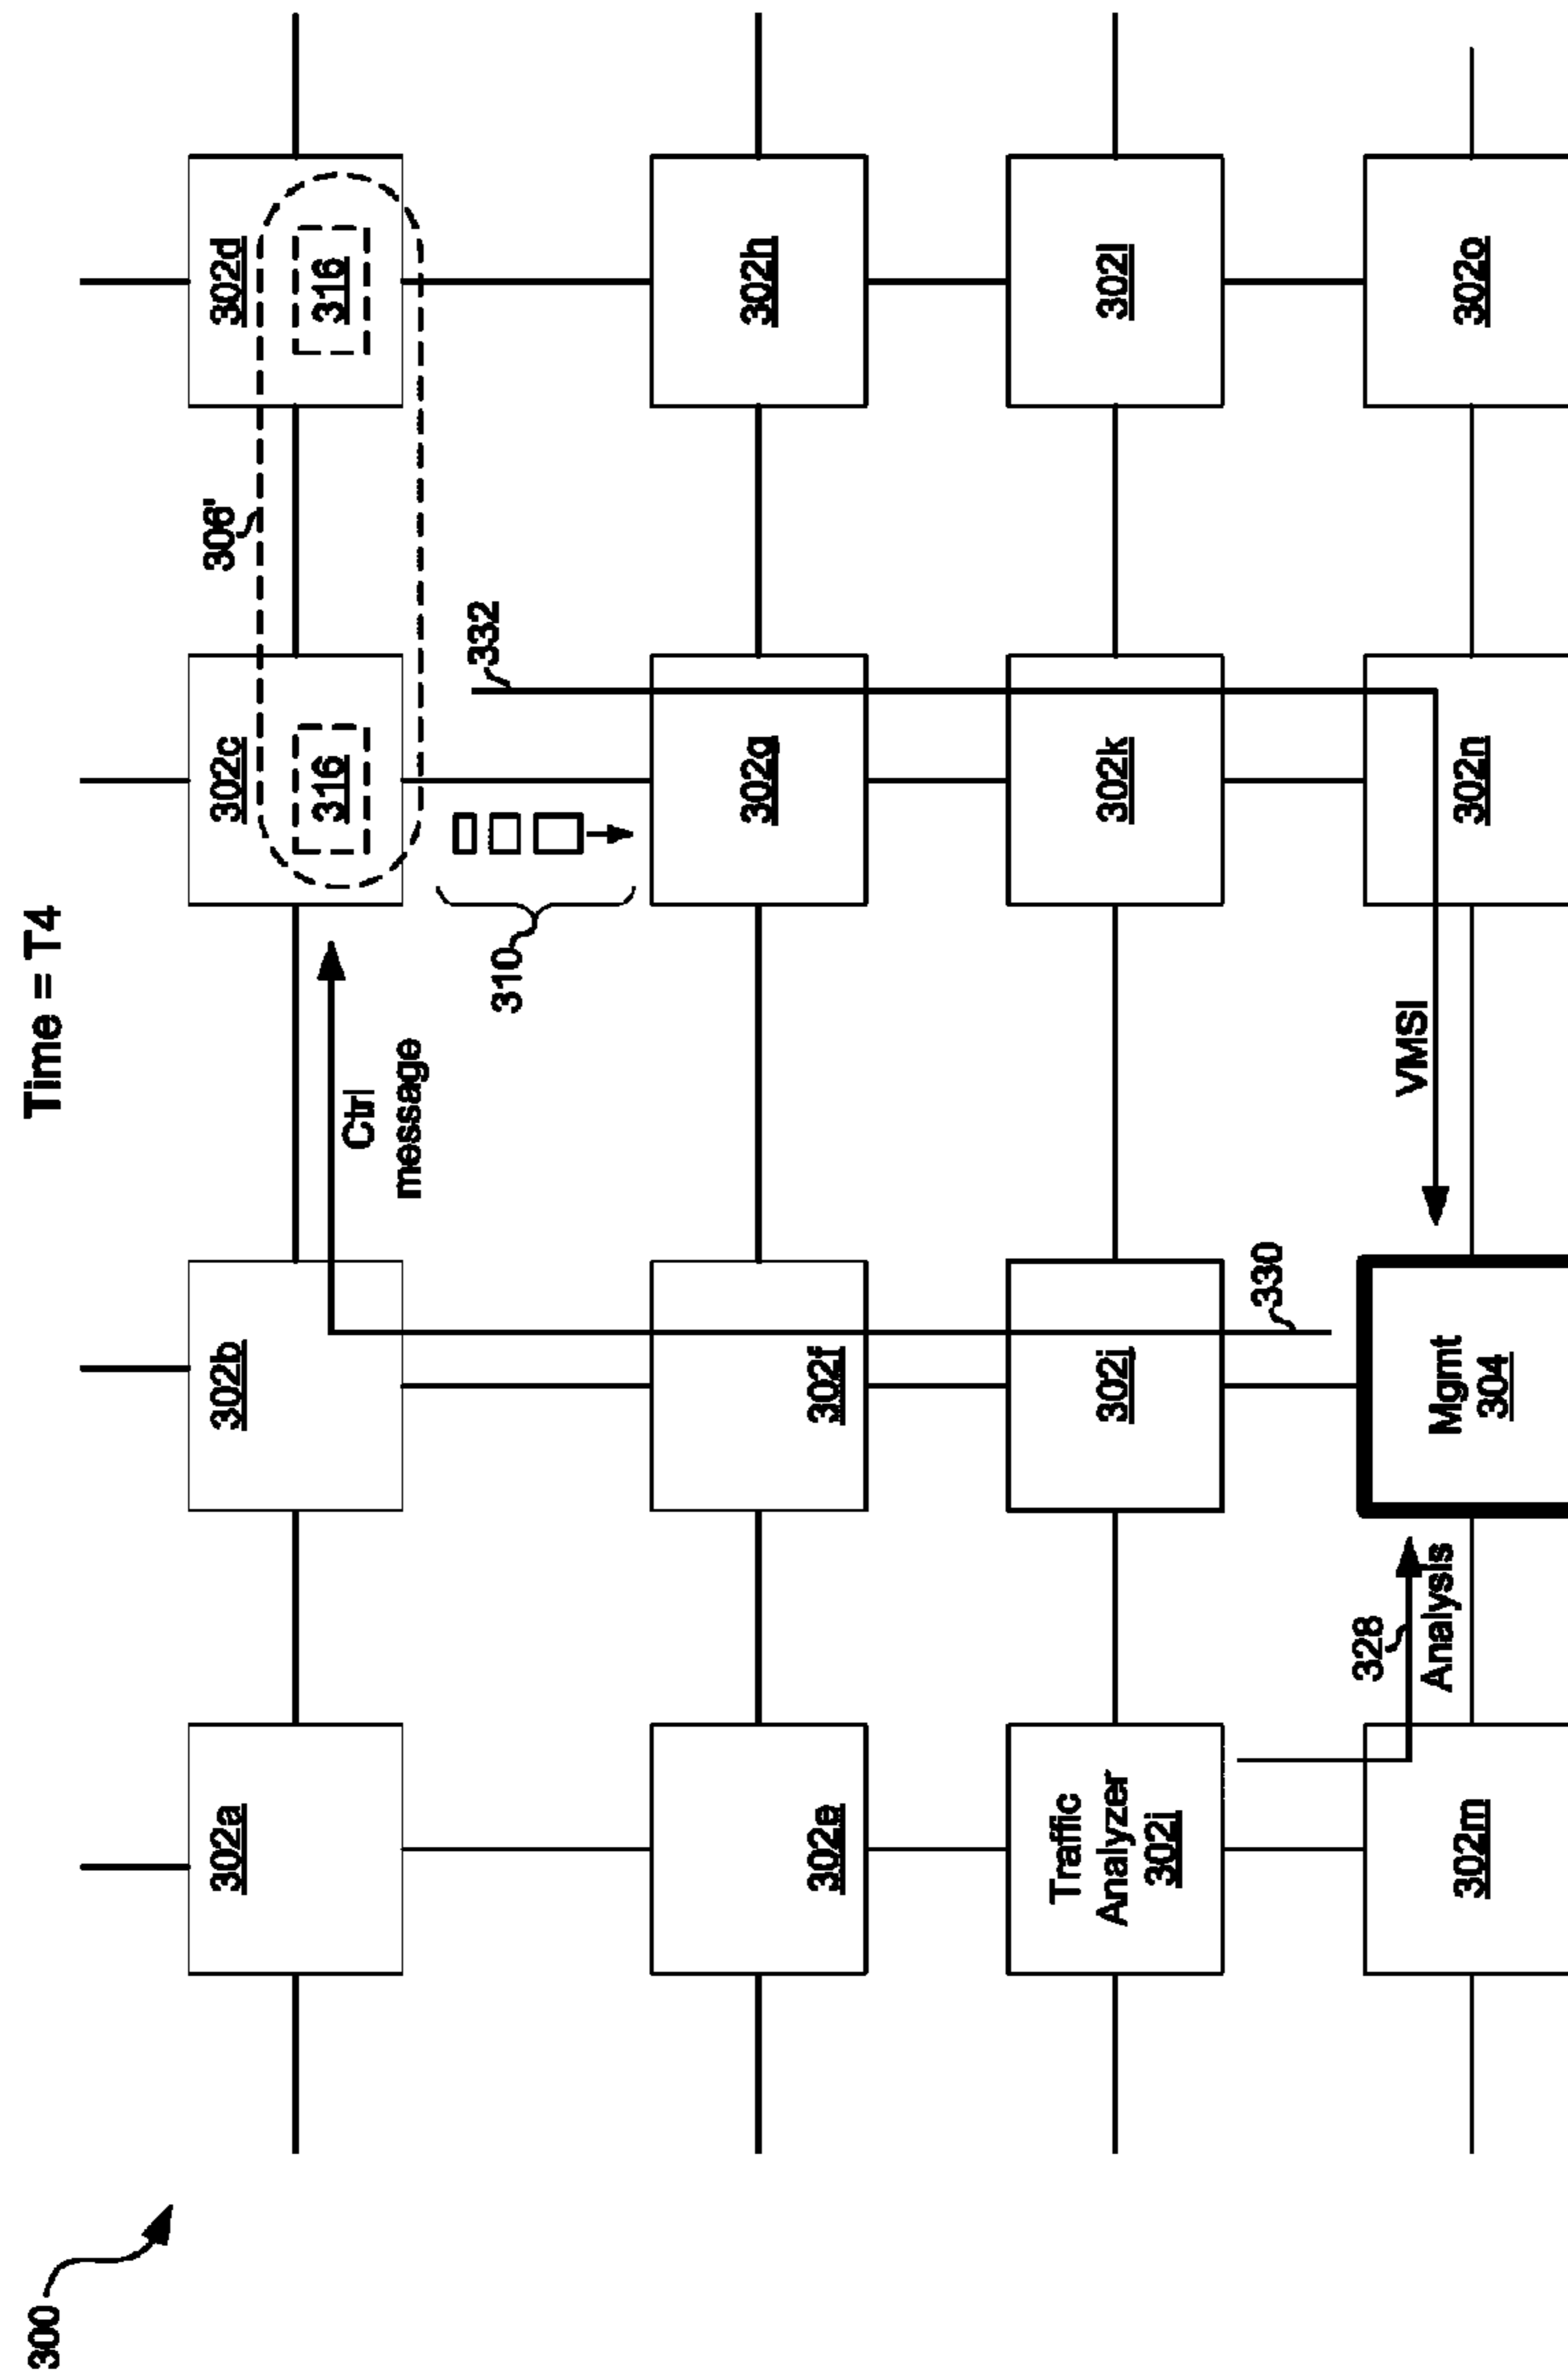 Time = T4
300
306'
302a
302b
302c
302d
316
316
Ctrl
message
310
332
302e
302f
302g
302h
Traffic
Analyzer
302i
302j
302k
302l
328
Analysis
330
VMSI
302m
Mgmt
304
302n
302o